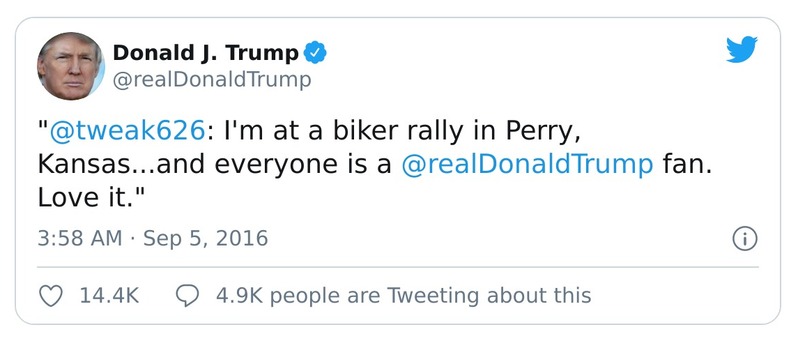 Donald J. Trump
@realDonaldTrump
"@tweak626: I'm at a biker rally in Perry,
Kansas...and everyone is a @realDonaldTrump fan.
Love it."
3:58 AM · Sep 5, 2016
14.4K 4.9K people are Tweeting about this